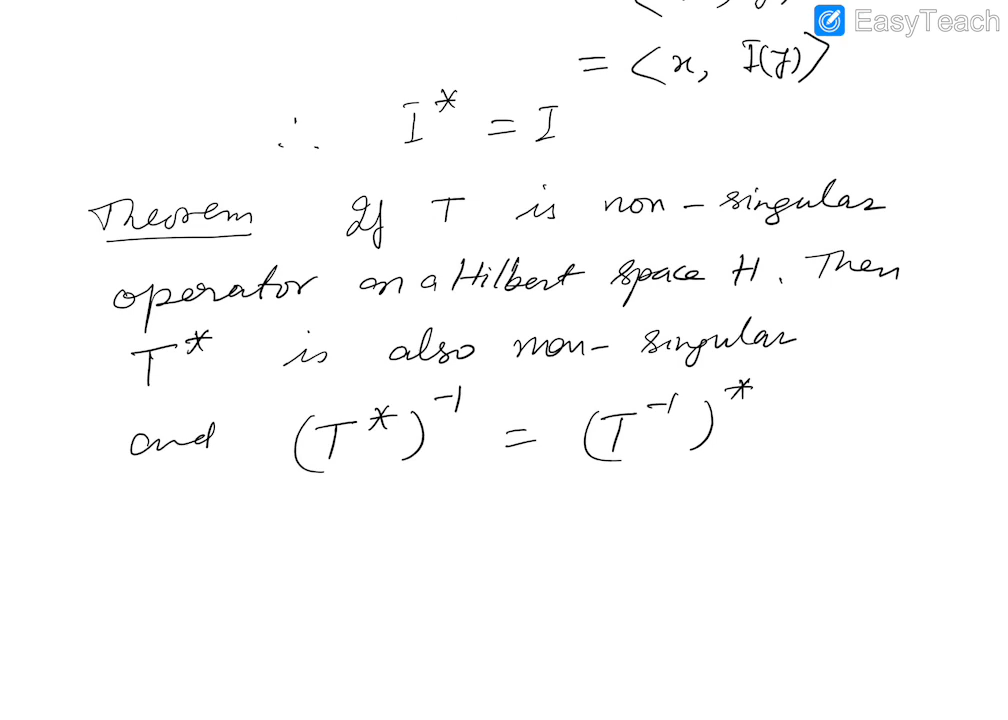 EasyTeach
= <x, I(y)>
∴ I* = I
Theorem If T is non-singular
operator on a Hilbert space H. Then
T* is also non-singular
and (T*)⁻¹ = (T⁻¹)*